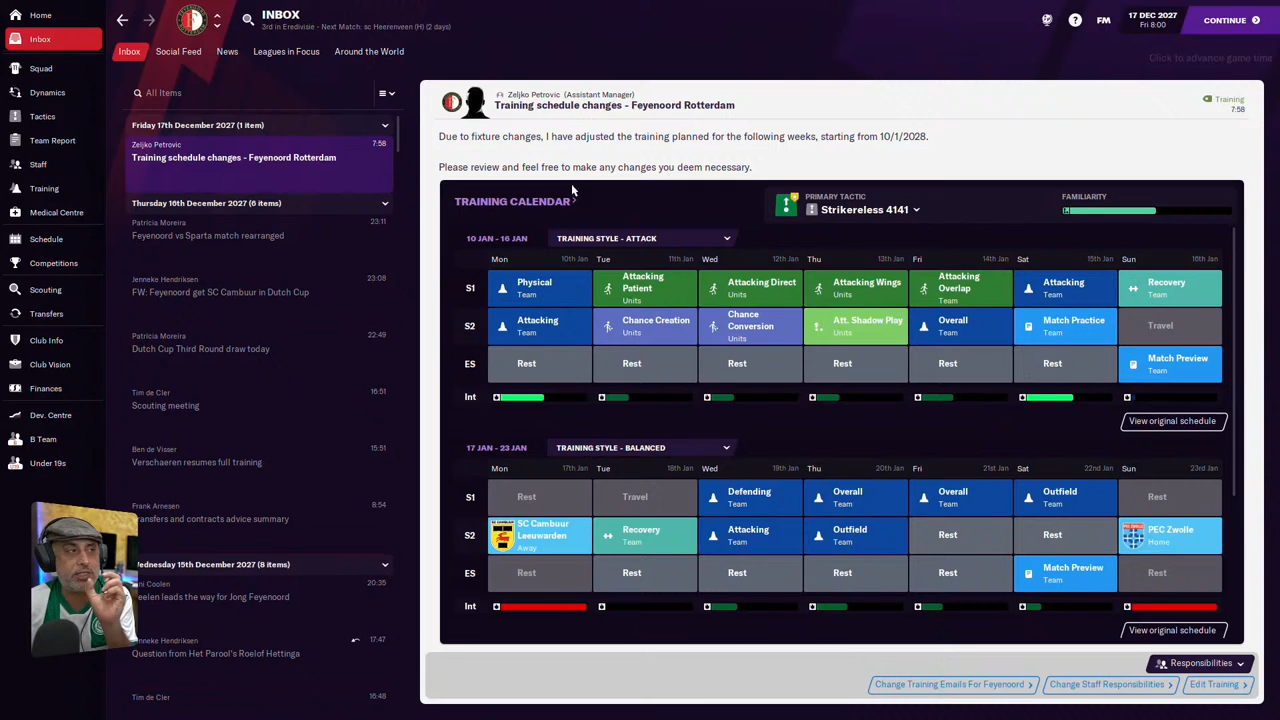 Home
Inbox
Squad
Dynamics
Tactics
Team Report
Staff
Training
Medical Centre
Schedule
Competitions
Scouting
Transfers
Club Info
Club Vision
Finances
Dev. Centre
B Team
Under 19s
INBOX
3rd in Eredivisie - Next Match: sc Heerenveen (H) (2 days)
FM
17 DEC 2027
Fri 8:00
CONTINUE
Click to advance game time
Inbox Social Feed News Leagues in Focus Around the World
All Items
Friday 17th December 2027 (1 item)
Zeljko Petrovic 7:58
Training schedule changes - Feyenoord Rotterdam
Thursday 16th December 2027 (6 items)
Patricia Moreira 23:11
Feyenoord vs Sparta match rearranged
Jenneke Hendriksen 23:08
FW: Feyenoord get SC Cambuur in Dutch Cup
Patricia Moreira 22:49
Dutch Cup Third Round draw today
Tim de Cler 16:51
Scouting meeting
Ben de Visser 15:51
Verschaeren resumes full training
Frank Arnesen 8:54
ransfers and contracts advice summary
ednesday 15th December 2027 (8 items)
Coolen 20:35
leads the way for Jong Feyenoord
nneke Hendriksen 17:47
Question from Het Parool's Roelof Hettinga
Tim de Cler 16:48
Zeljko Petrovic (Assistant Manager)
Training schedule changes - Feyenoord Rotterdam
Training
7:58
Due to fixture changes, I have adjusted the training planned for the following weeks, starting from 10/1/2028.
Please review and feel free to make any changes you deem necessary.
TRAINING CALENDAR
PRIMARY TACTIC
Strikereless 4141
FAMILIARITY
10 JAN - 16 JAN TRAINING STYLE - ATTACK
Mon 10th Jan Tue 11th Jan Wed 12th Jan Thu 13th Jan Fri 14th Jan Sat 15th Jan Sun 16th Jan
S1
Physical
Team
Attacking
Patient
Units
Attacking Direct
Units
Attacking Wings
Units
Attacking
Overlap
Team
Attacking
Team
Recovery
Team
S2
Attacking
Team
Chance Creation
Units
Chance
Conversion
Units
Att. Shadow Play
Units
Overall
Team
Match Practice
Team
Travel
ES
Rest
Rest
Rest
Rest
Rest
Rest
Match Preview
Team
Int
View original schedule
17 JAN - 23 JAN TRAINING STYLE - BALANCED
Mon 17th Jan Tue 18th Jan Wed 19th Jan Thu 20th Jan Fri 21st Jan Sat 22nd Jan Sun 23rd Jan
S1
Rest
Travel
Defending
Team
Overall
Team
Overall
Team
Outfield
Team
Rest
S2
SC Cambuur
Leeuwarden
Away
Recovery
Team
Attacking
Team
Outfield
Team
Rest
Rest
PEC Zwolle
Home
ES
Rest
Rest
Rest
Rest
Rest
Match Preview
Team
Rest
Int
View original schedule
Responsibilities
Change Training Emails For Feyenoord
Change Staff Responsibilities
Edit Training